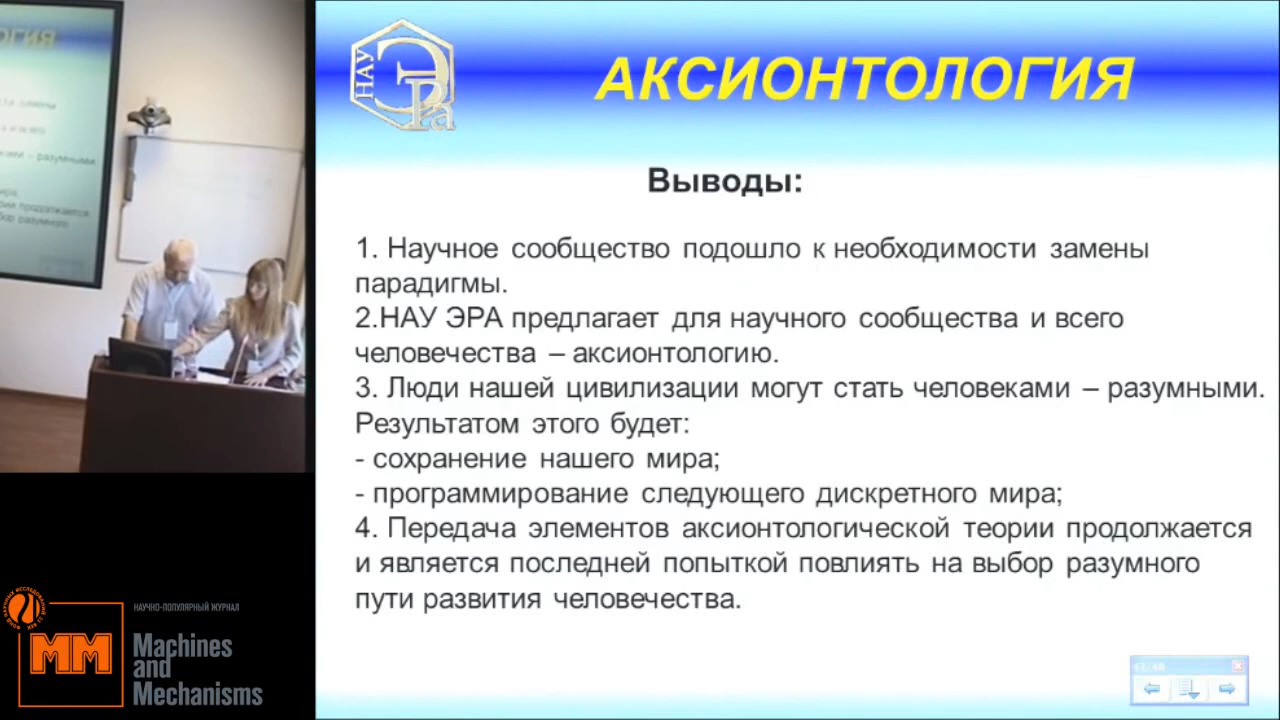 НАУ
ЭРа
АКСИОНТОЛОГИЯ
Выводы:
1. Научное сообщество подошло к необходимости замены
парадигмы.
2.НАУ ЭРА предлагает для научного сообщества и всего
человечества – аксионтологию.
3. Люди нашей цивилизации могут стать человеками – разумными.
Результатом этого будет:
- сохранение нашего мира;
- программирование следующего дискретного мира;
4. Передача элементов аксионтологической теории продолжается
и является последней попыткой повлиять на выбор разумного
пути развития человечества.
НАУЧНО-ПОПУЛЯРНЫЙ ЖУРНАЛ
ММ
Machines
and
Mechanisms